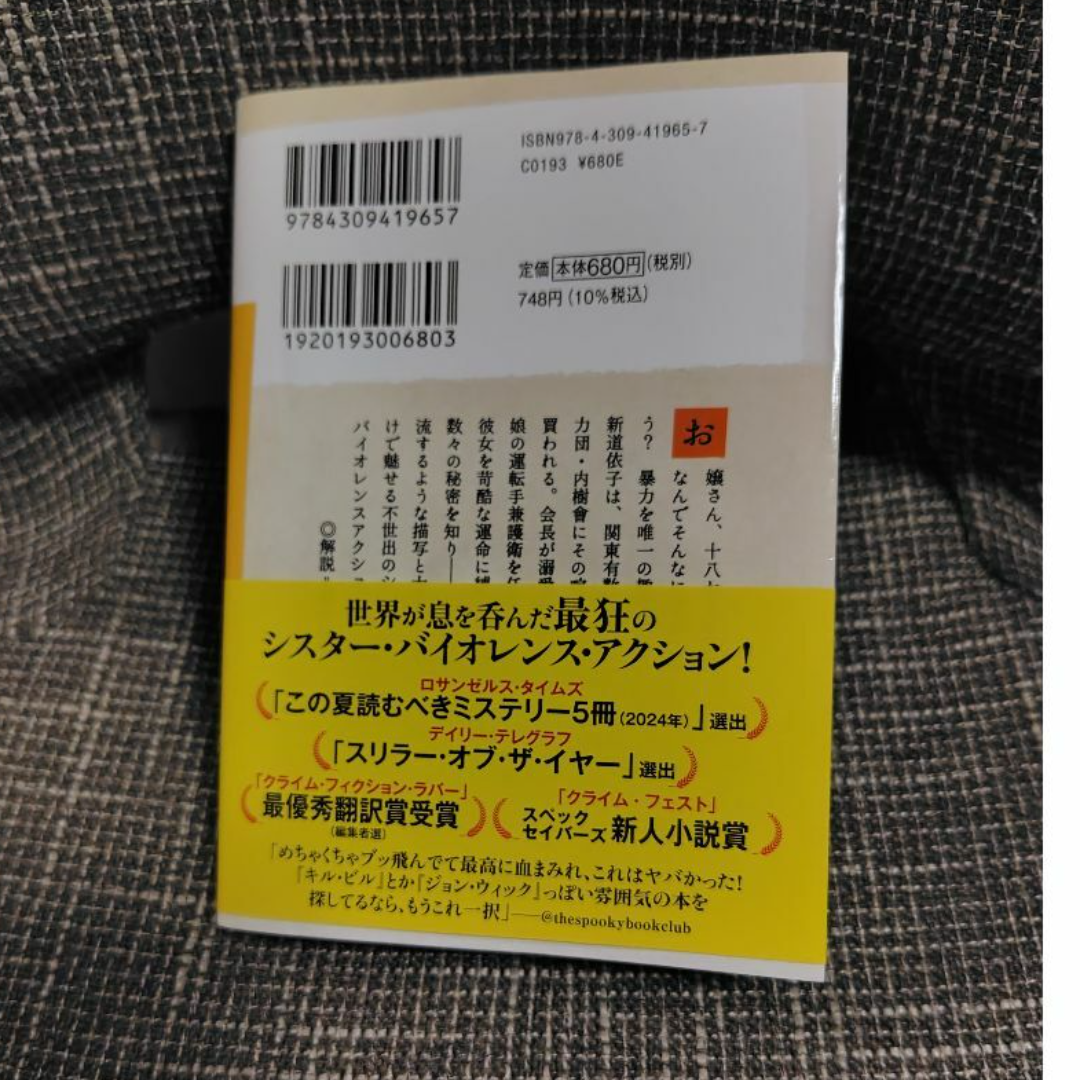 ISBN978-4-309-41965-7
C0193 ¥680E
9784309419657
定価 本体680円(税別)
748円(10%税込)
1920193006803
お
嬢さん、十八
なんてそんなに
う? 暴力を唯一の
新道依子は、関東有数
力団・内樹會にその
買われる。会長が溺愛
娘の運転手兼護衛を任
彼女を苛酷な運命に
数々の秘密を知り――
流するような描写と
けで魅せる不世出のシ
バイオレンスアクショ
◎解説
世界が息を呑んだ最狂の
シスター・バイオレンス・アクション!
ロサンゼルス・タイムズ
「この夏読むべきミステリー5冊(2024年)」選出
デイリー・テレグラフ
「スリラー・オブ・ザ・イヤー」選出
「クライム・フィクション・ラバー」
最優秀翻訳賞受賞
(編集者選)
「クライム・フェスト」
スペック
セイバーズ 新人小説賞
「めちゃくちゃブッ飛んでて最高に血まみれ、これはヤバかった!
『キル・ビル』とか『ジョン・ウィック』っぽい雰囲気の本を
探してるなら、もうこれ一択」――@thespookybookclub